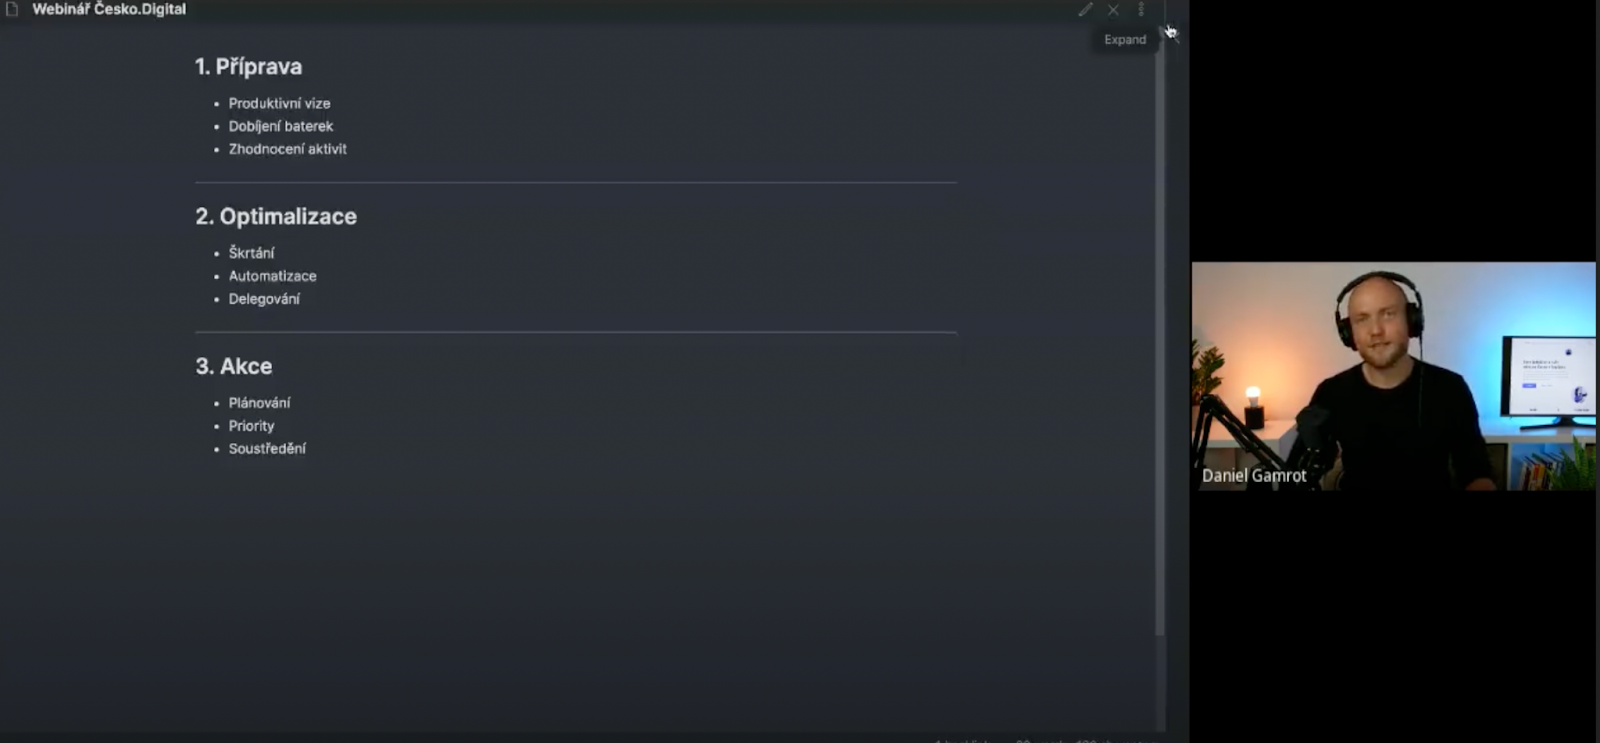 Webinář Česko.Digital
Expand
1. Příprava
• Produktivní vize
• Dobíjení baterek
• Zhodnocení aktivit
2. Optimalizace
• Škrtání
• Automatizace
• Delegování
3. Akce
• Plánování
• Priority
• Soustředění
Daniel Gamrot